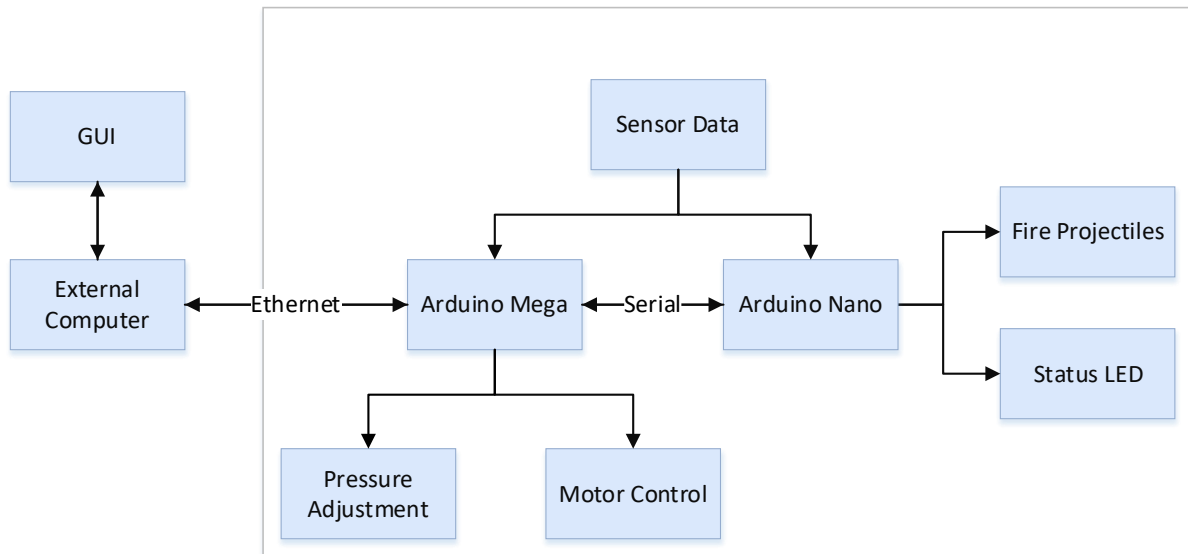 Sensor Data
GUI
Fire Projectiles
External
Computer
Ethernet
Arduino Mega
Serial
Arduino Nano
Status LED
Pressure
Adjustment
Motor Control